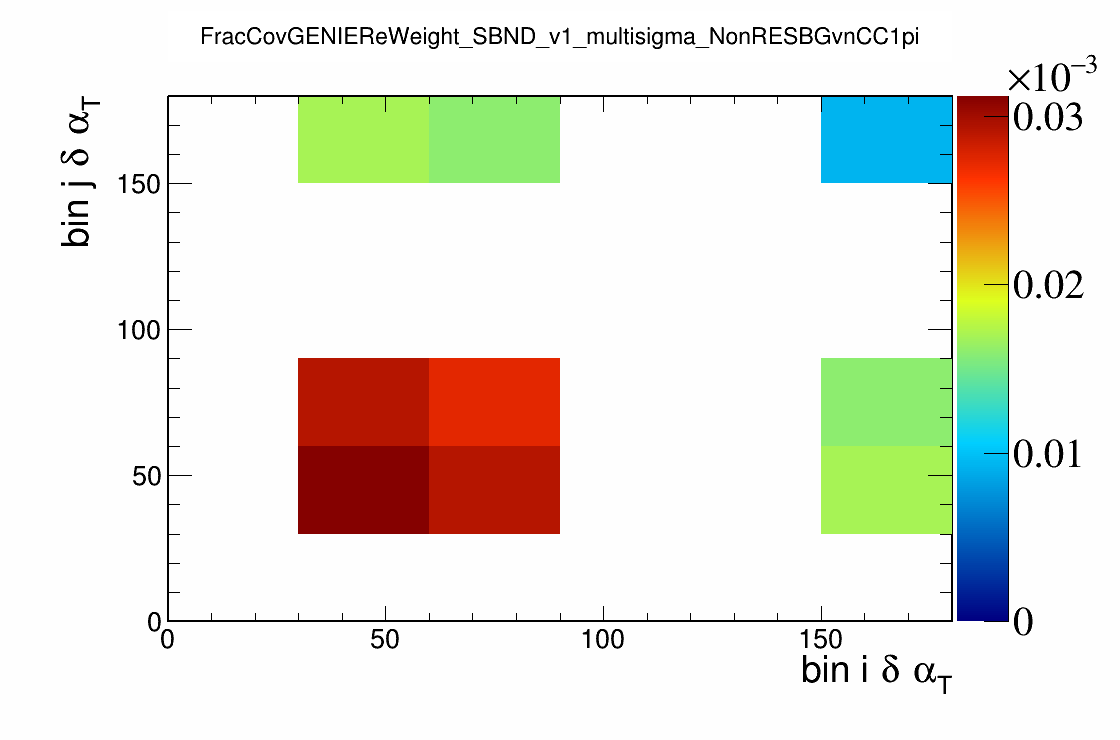 FracCovGENIEReWeight_SBND_v1_multisigma_NonRESBGvnCC1pi
×10⁻³
bin j δ α_T
0.03
0.02
0.01
0
150
100
50
0
0 50 100 150
bin i δ α_T